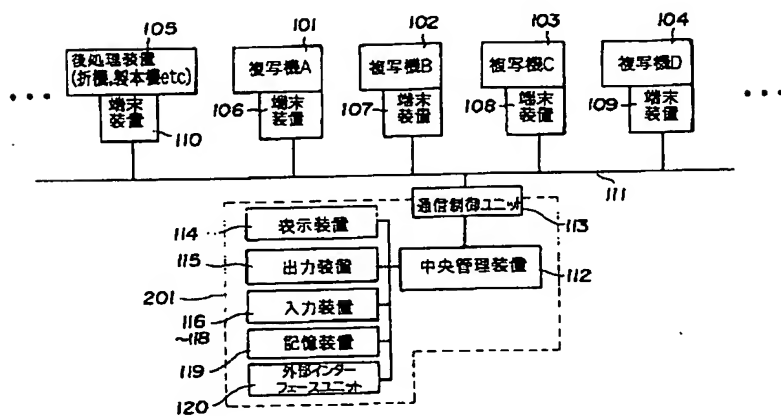 105
101
102
103
104
後処理装置
(折機,製本機etc)
複写機A
複写機B
複写機C
複写機D
端末
装置
端末
装置
端末
装置
端末
装置
端末
装置
110
106
107
108
109
111
通信制御ユニット
113
114
表示装置
115
出力装置
中央管理装置
112
201
116
入力装置
~118
記憶装置
119
外部インター
フェースユニット
120